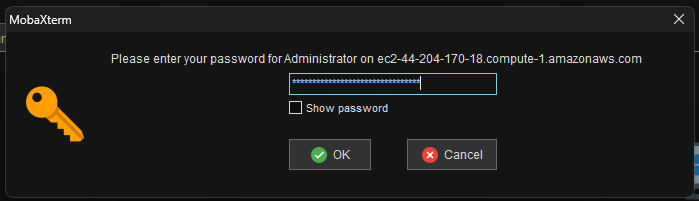 MobaXterm
Please enter your password for Administrator on ec2-44-204-170-18.compute-1.amazonaws.com
Show password
OK
Cancel